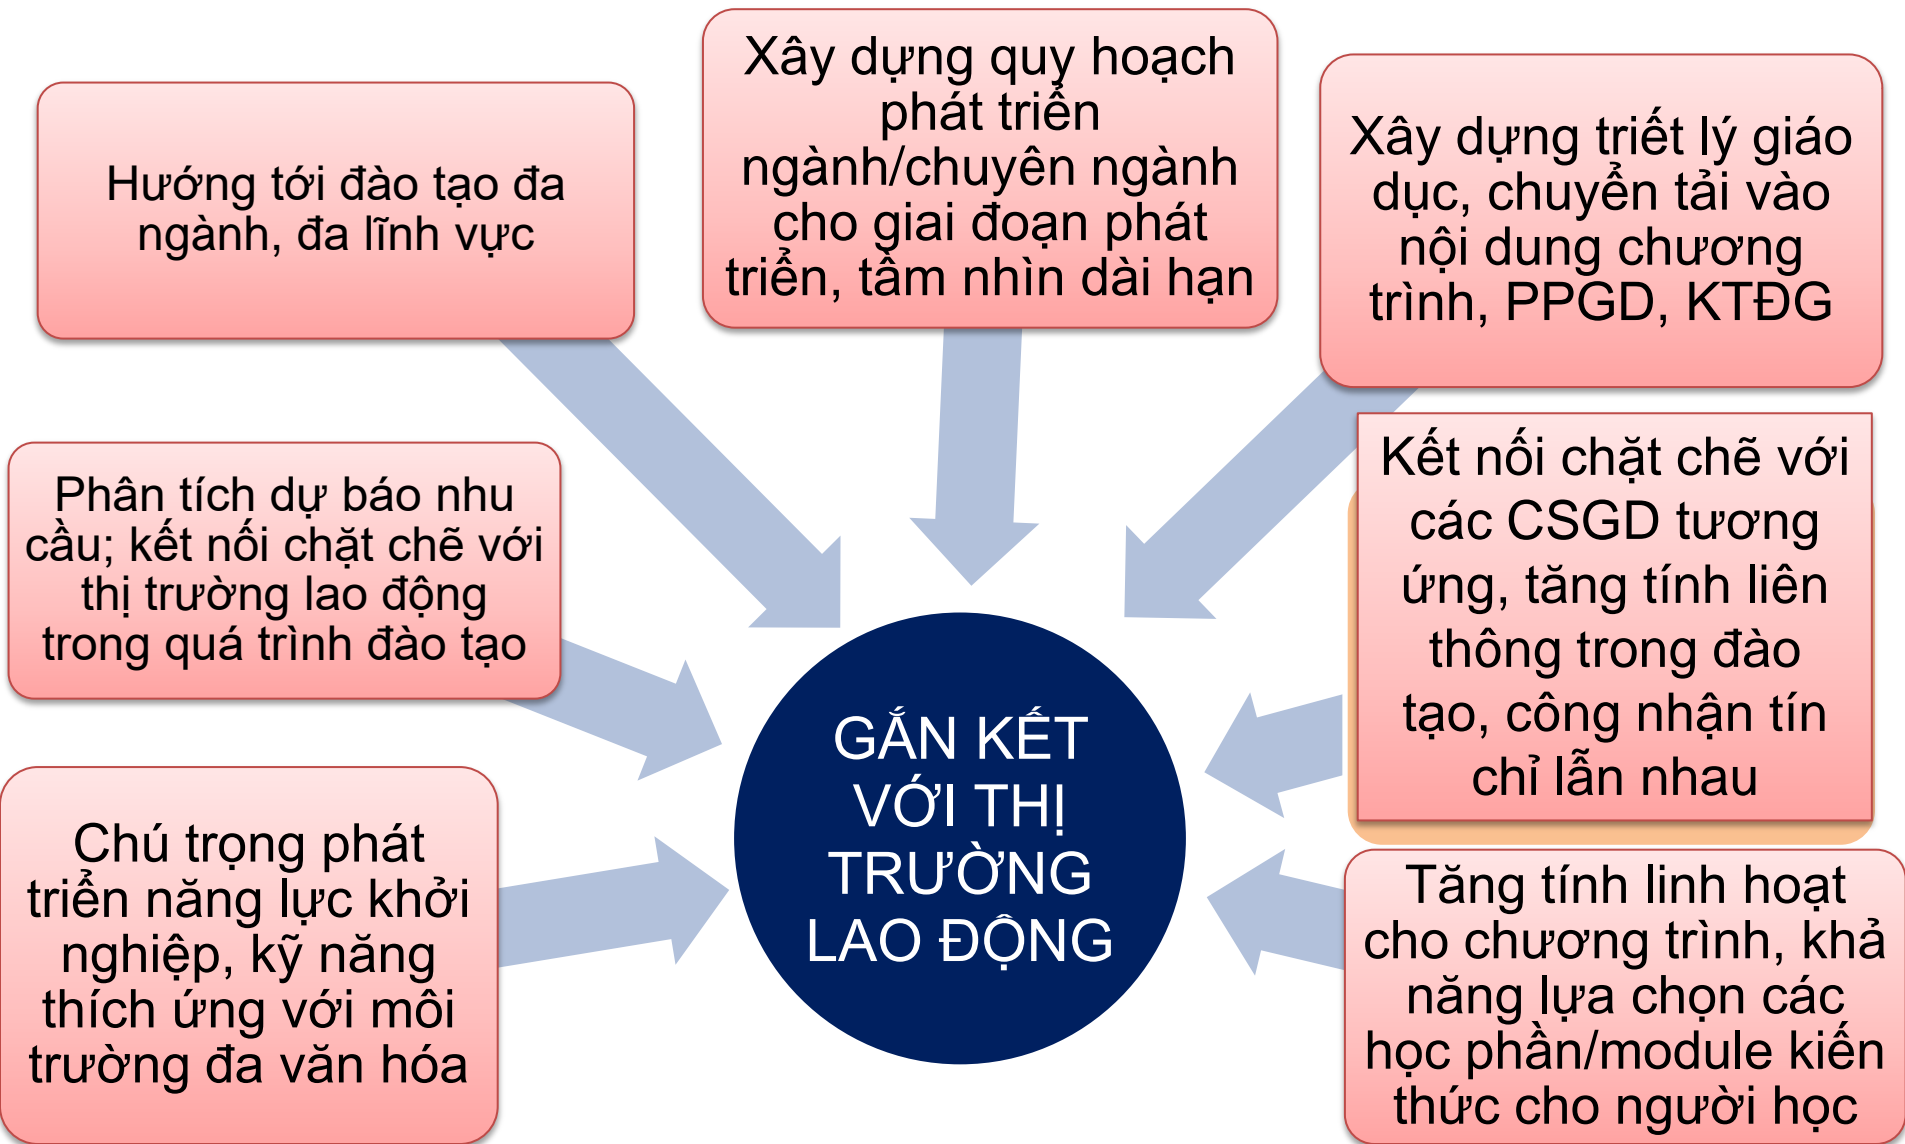 Hướng tới đào tạo đa
ngành, đa lĩnh vực
Xây dựng quy hoạch
phát triển
ngành/chuyên ngành
cho giai đoạn phát
triển, tầm nhìn dài hạn
Xây dựng triết lý giáo
dục, chuyển tải vào
nội dung chương
trình, PPGD, KTĐG
Phân tích dự báo nhu
cầu; kết nối chặt chẽ với
thị trường lao động
trong quá trình đào tạo
Kết nối chặt chẽ với
các CSGD tương
ứng, tăng tính liên
thông trong đào
tạo, công nhận tín
chỉ lẫn nhau
Chú trọng phát
triển năng lực khởi
nghiệp, kỹ năng
thích ứng với môi
trường đa văn hóa
GẮN KẾT
VỚI THỊ
TRƯỜNG
LAO ĐỘNG
Tăng tính linh hoạt
cho chương trình, khả
năng lựa chọn các
học phần/module kiến
thức cho người học